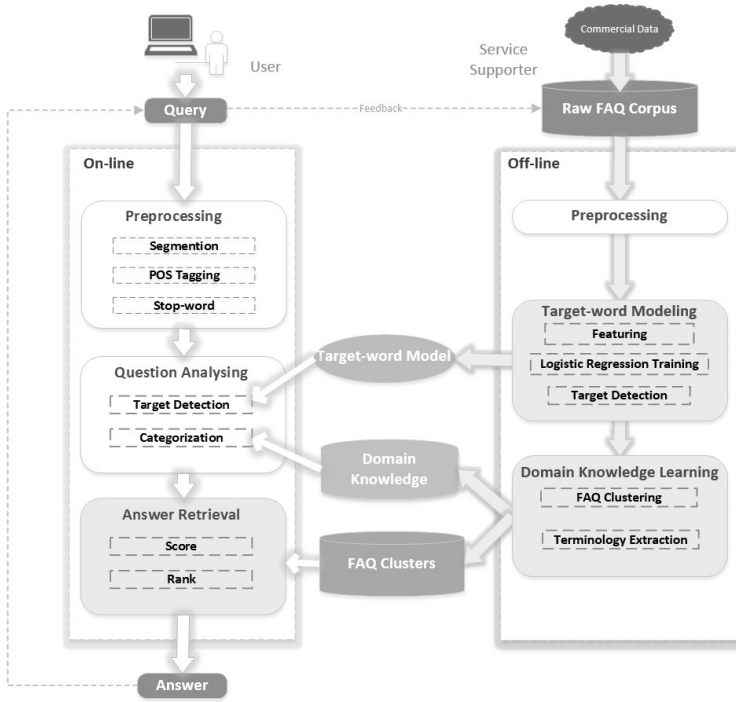 User
Service
Supporter
Commercial Data
Query
Feedback
Raw FAQ Corpus
On-line
Preprocessing
Segmention
POS Tagging
Stop-word
Question Analysing
Target Detection
Categorization
Answer Retrieval
Score
Rank
Answer
Target-word Model
Domain
Knowledge
FAQ Clusters
Off-line
Preprocessing
Target-word Modeling
Featuring
Logistic Regression Training
Target Detection
Domain Knowledge Learning
FAQ Clustering
Terminology Extraction